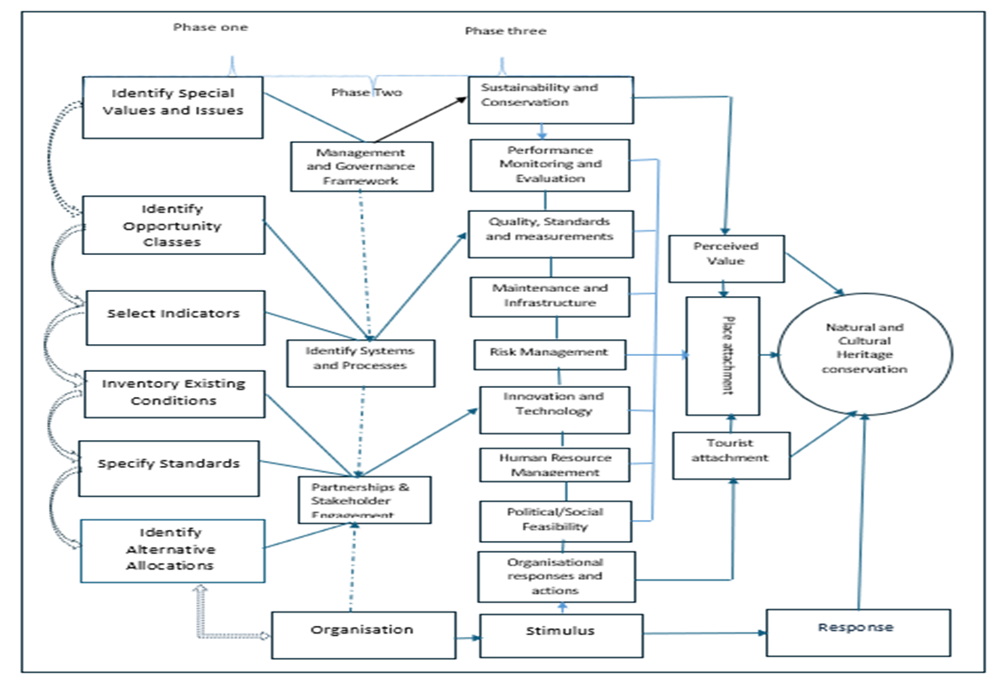 Phase one
Phase three
Phase Two
Identify Special
Values and Issues
Identify
Opportunity
Classes
Select Indicators
Inventory Existing
Conditions
Specify Standards
Identify
Alternative
Allocations
Management
and Governance
Framework
Identify Systems
and Processes
Partnerships &
Stakeholder
Engagement
Organisation
Sustainability and
Conservation
Performance
Monitoring and
Evaluation
Quality, Standards
and measurements
Maintenance and
Infrastructure
Risk Management
Innovation and
Technology
Human Resource
Management
Political/Social
Feasibility
Organisational
responses and
actions
Stimulus
Perceived
Value
Place attachment
Tourist
attachment
Natural and
Cultural
Heritage
conservation
Response